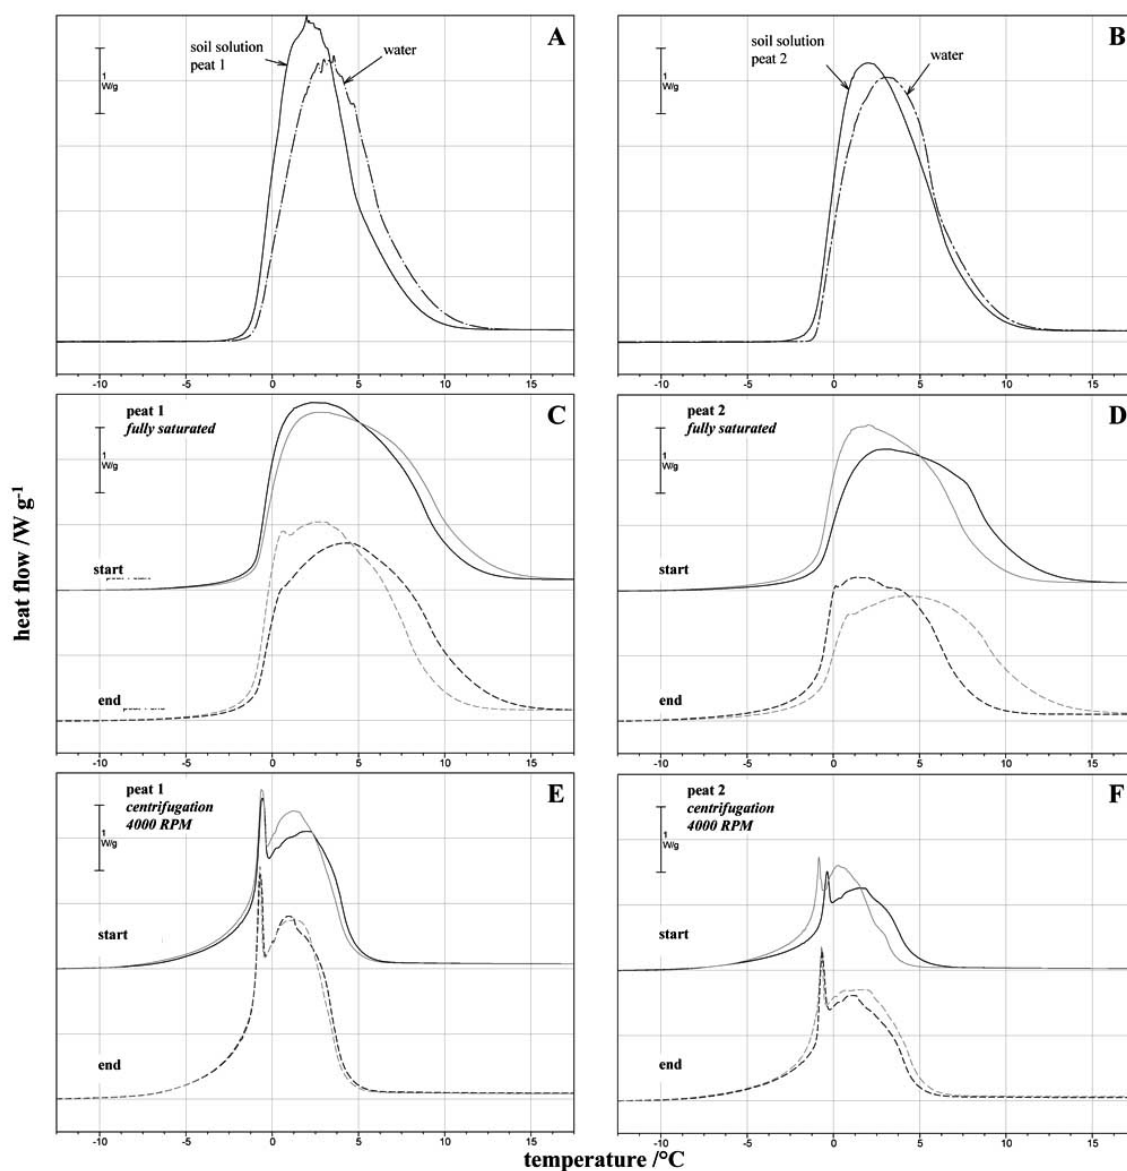 A
soil solution
peat 1
water
1
W/g
-10
-5
0
5
10
15
B
soil solution
peat 2
water
1
W/g
-10
-5
0
5
10
15
C
peat 1
fully saturated
1
W/g
start
end
-10
-5
0
5
10
15
D
peat 2
fully saturated
1
W/g
start
end
-10
-5
0
5
10
15
heat flow /W g⁻¹
E
peat 1
centrifugation
4000 RPM
1
W/g
start
end
-10
-5
0
5
10
15
F
peat 2
centrifugation
4000 RPM
1
W/g
start
end
-10
-5
0
5
10
15
temperature /°C